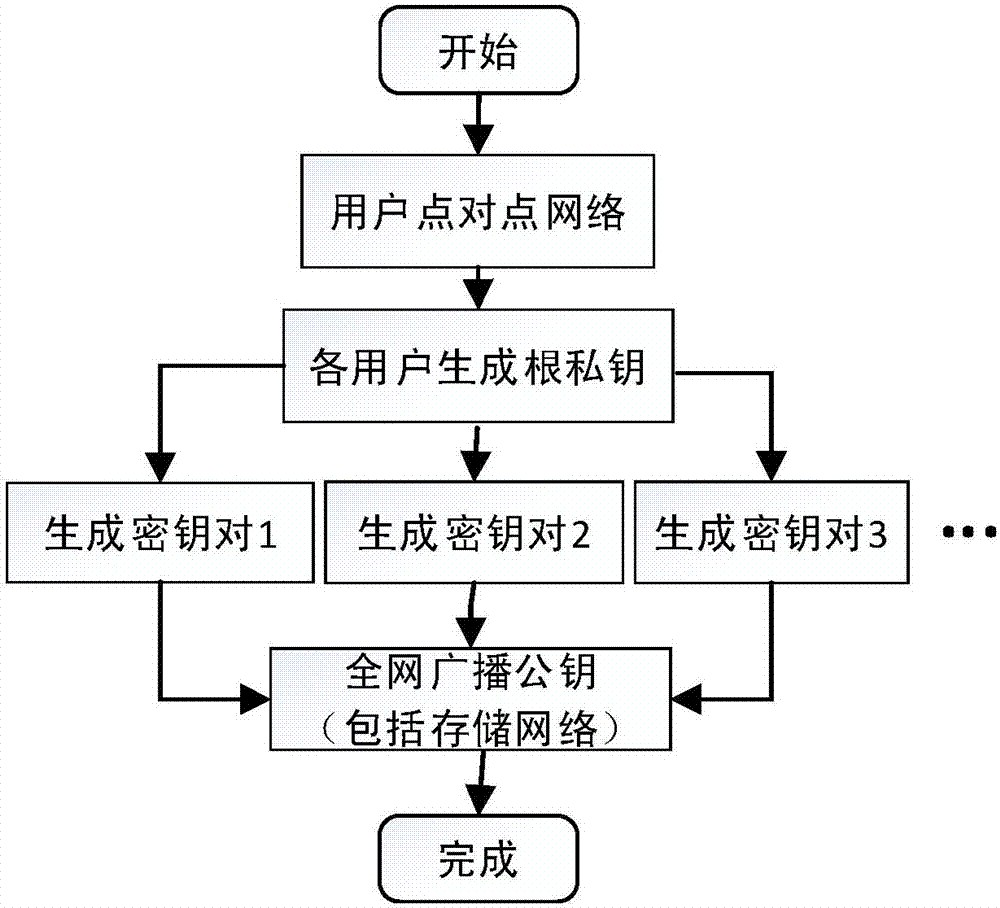 开始
用户点对点网络
各用户生成根私钥
生成密钥对1
生成密钥对2
生成密钥对3
…
全网广播公钥
（包括存储网络）
完成